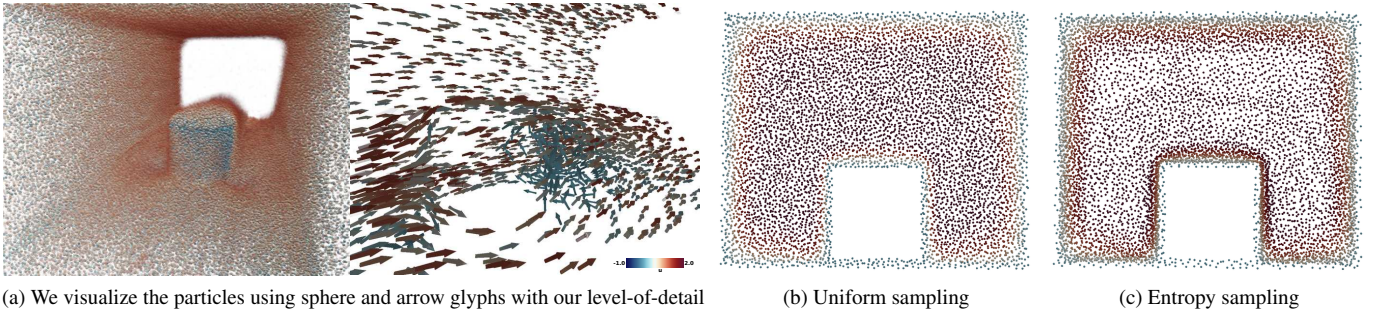 -1.0 2.0
u
(a) We visualize the particles using sphere and arrow glyphs with our level-of-detail
(b) Uniform sampling
(c) Entropy sampling